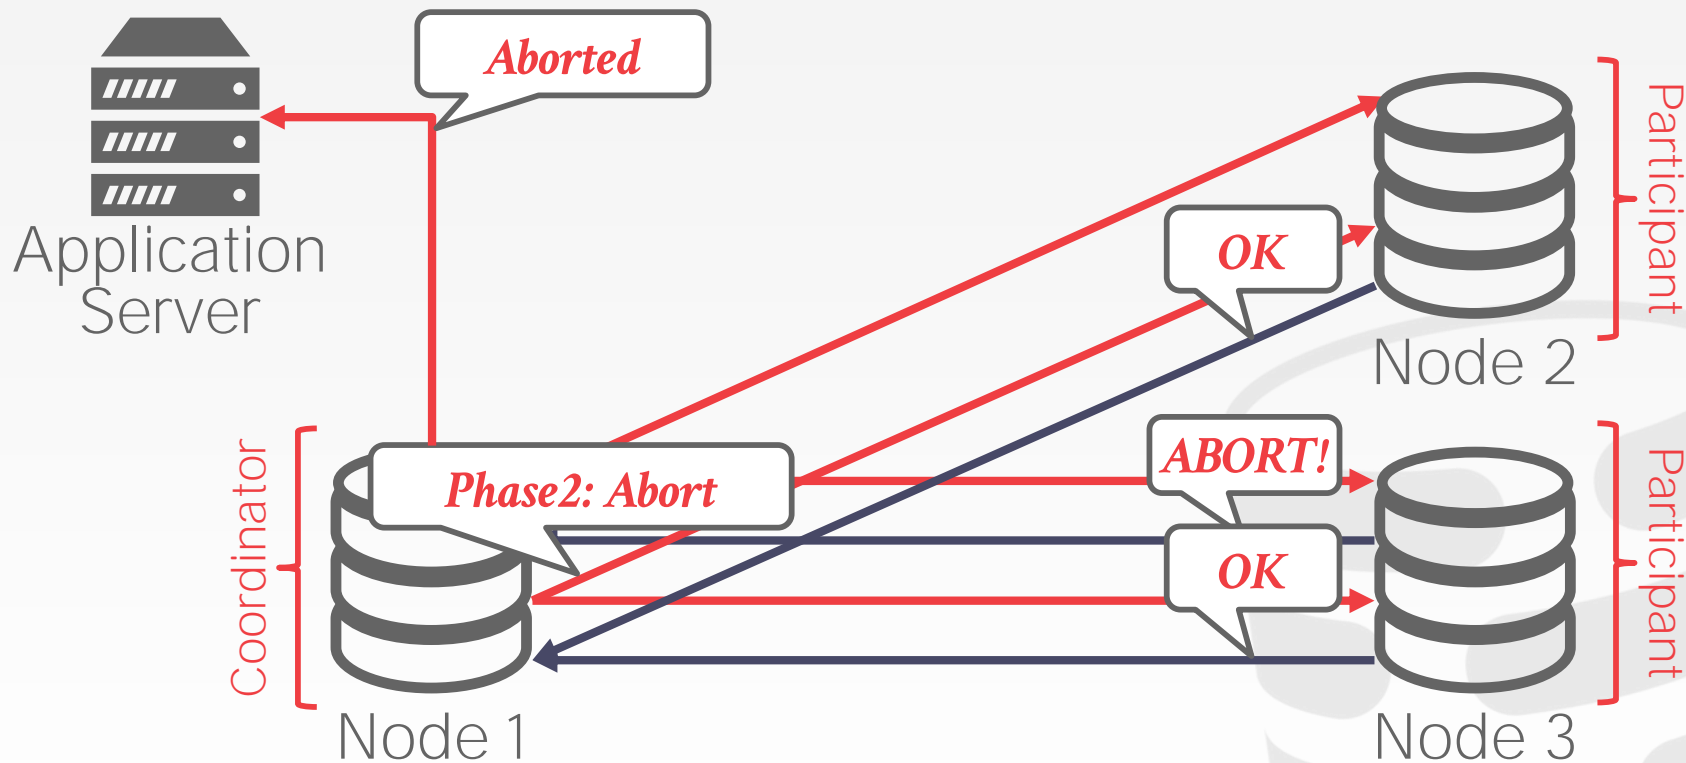 Aborted
Application
Server
Participant
OK
Node 2
Coordinator
Phase2: Abort
ABORT!
OK
Participant
Node 1
Node 3